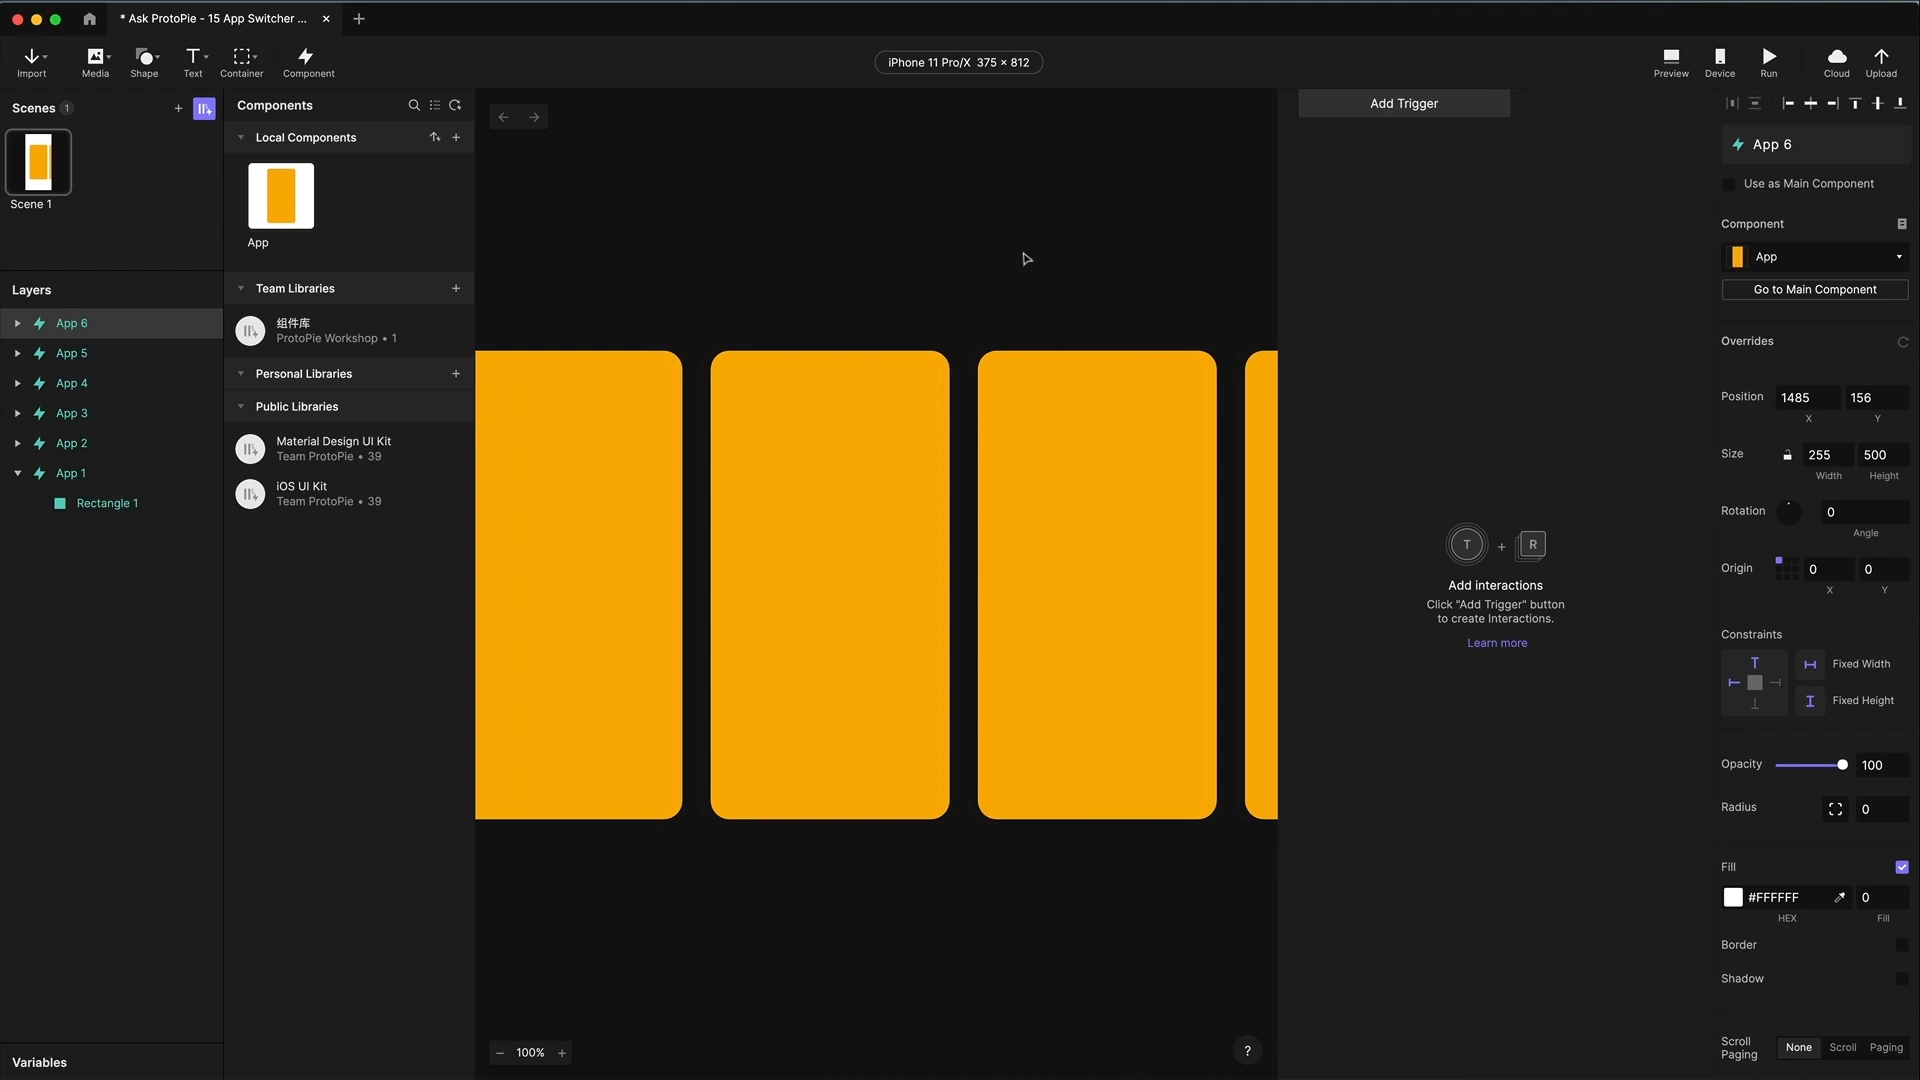 * Ask ProtoPie - 15 App Switcher ...
Import
Media
Shape
Text
Container
Component
iPhone 11 Pro/X 375 × 812
Preview
Device
Run
Cloud
Upload
Scenes 1
Scene 1
Layers
App 6
App 5
App 4
App 3
App 2
App 1
Rectangle 1
Variables
Components
Local Components
App
Team Libraries
组件库
ProtoPie Workshop • 1
Personal Libraries
Public Libraries
Material Design UI Kit
Team ProtoPie • 39
iOS UI Kit
Team ProtoPie • 39
100%
?
Add Trigger
T + R
Add interactions
Click "Add Trigger" button
to create Interactions.
Learn more
App 6
Use as Main Component
Component
App
Go to Main Component
Overrides
Position 1485 156
X Y
Size 255 500
Width Height
Rotation 0
Angle
Origin 0 0
X Y
Constraints
Fixed Width
Fixed Height
Opacity 100
Radius 0
Fill
#FFFFFF 0
HEX Fill
Border
Shadow
Scroll
Paging
None Scroll Paging